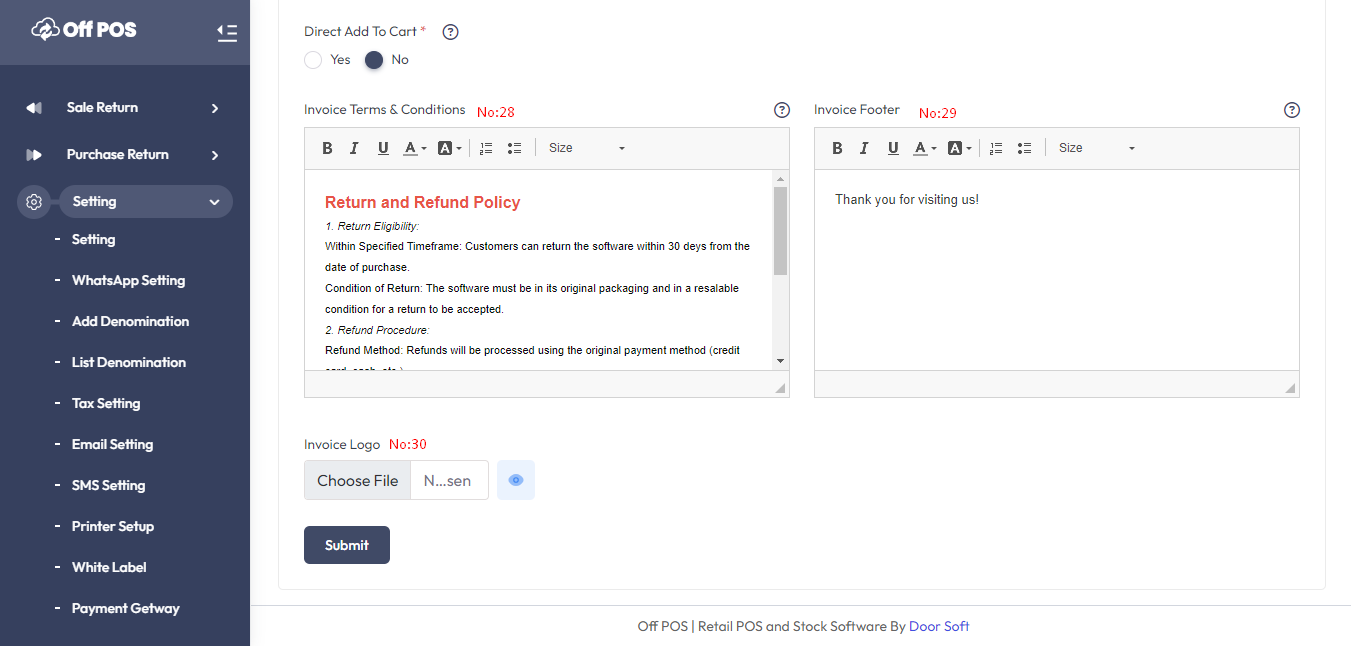 Off POS
Sale Return
Purchase Return
Setting
- Setting
- WhatsApp Setting
- Add Denomination
- List Denomination
- Tax Setting
- Email Setting
- SMS Setting
- Printer Setup
- White Label
- Payment Getway
Direct Add To Cart * ?
Yes No
Invoice Terms & Conditions No:28 ?
B I U A A Size
Return and Refund Policy
1. Return Eligibility:
Within Specified Timeframe: Customers can return the software within 30 deys from the
date of purchase.
Condition of Return: The software must be in its original packaging and in a resalable
condition for a return to be accepted.
2. Refund Procedure:
Refund Method: Refunds will be processed using the original payment method (credit
card, cash, etc.)
Invoice Footer No:29 ?
B I U A A Size
Thank you for visiting us!
Invoice Logo No:30
Choose File N...sen
Submit
Off POS | Retail POS and Stock Software By Door Soft